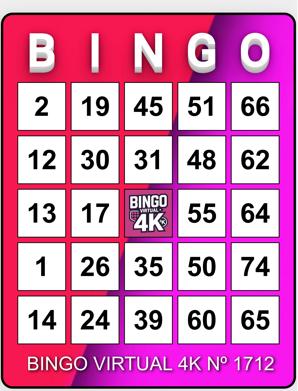 B I N G O
2 19 45 51 66
12 30 31 48 62
13 17 BINGO VIRTUAL 4K 55 64
1 26 35 50 74
14 24 39 60 65
BINGO VIRTUAL 4K Nº 1712